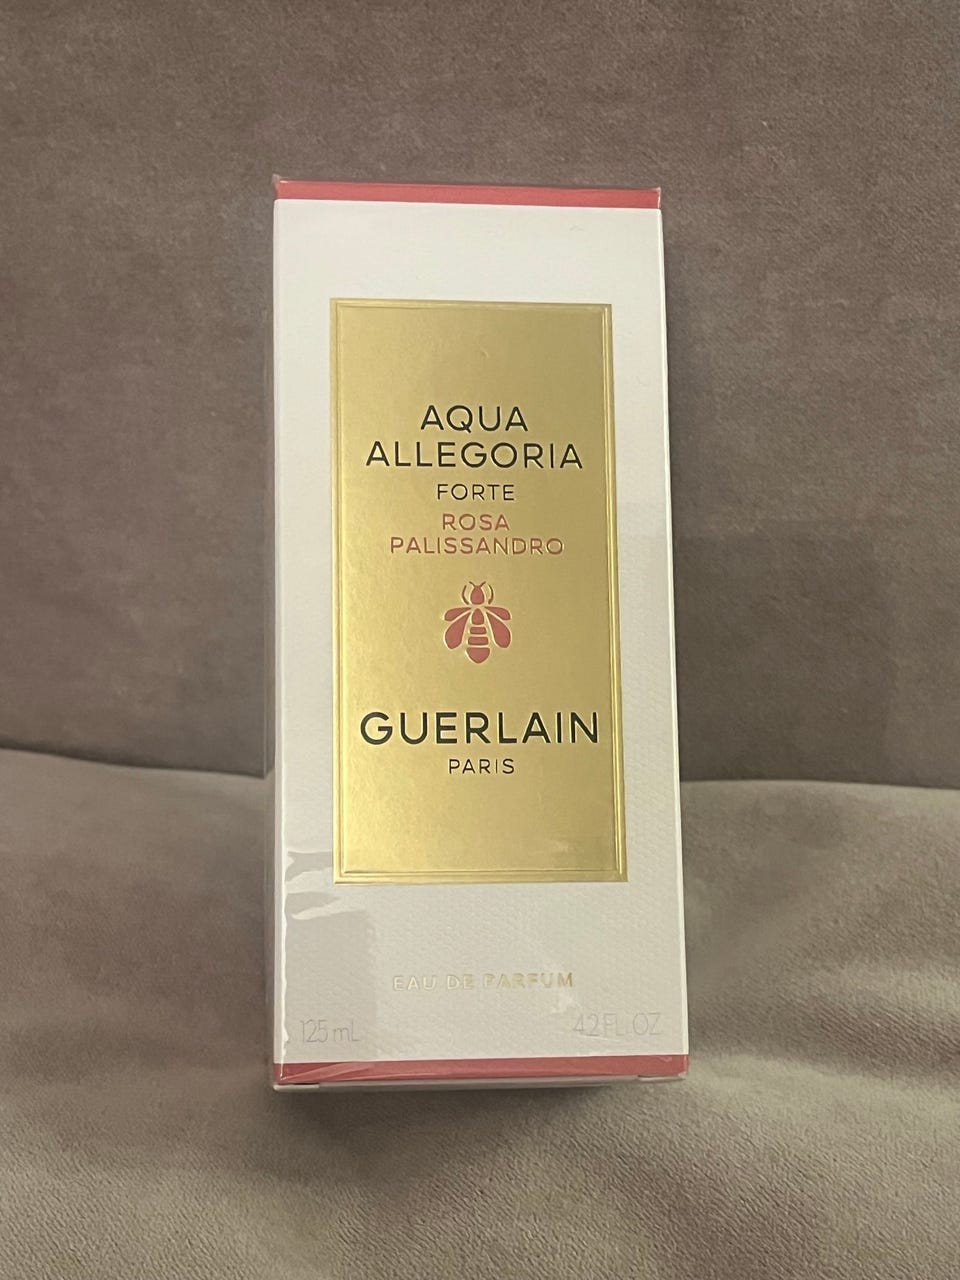 AQUA
ALLEGORIA
FORTE
ROSA
PALISSANDRO
GUERLAIN
PARIS
EAU DE PARFUM
125 mL 4.2 FL.OZ